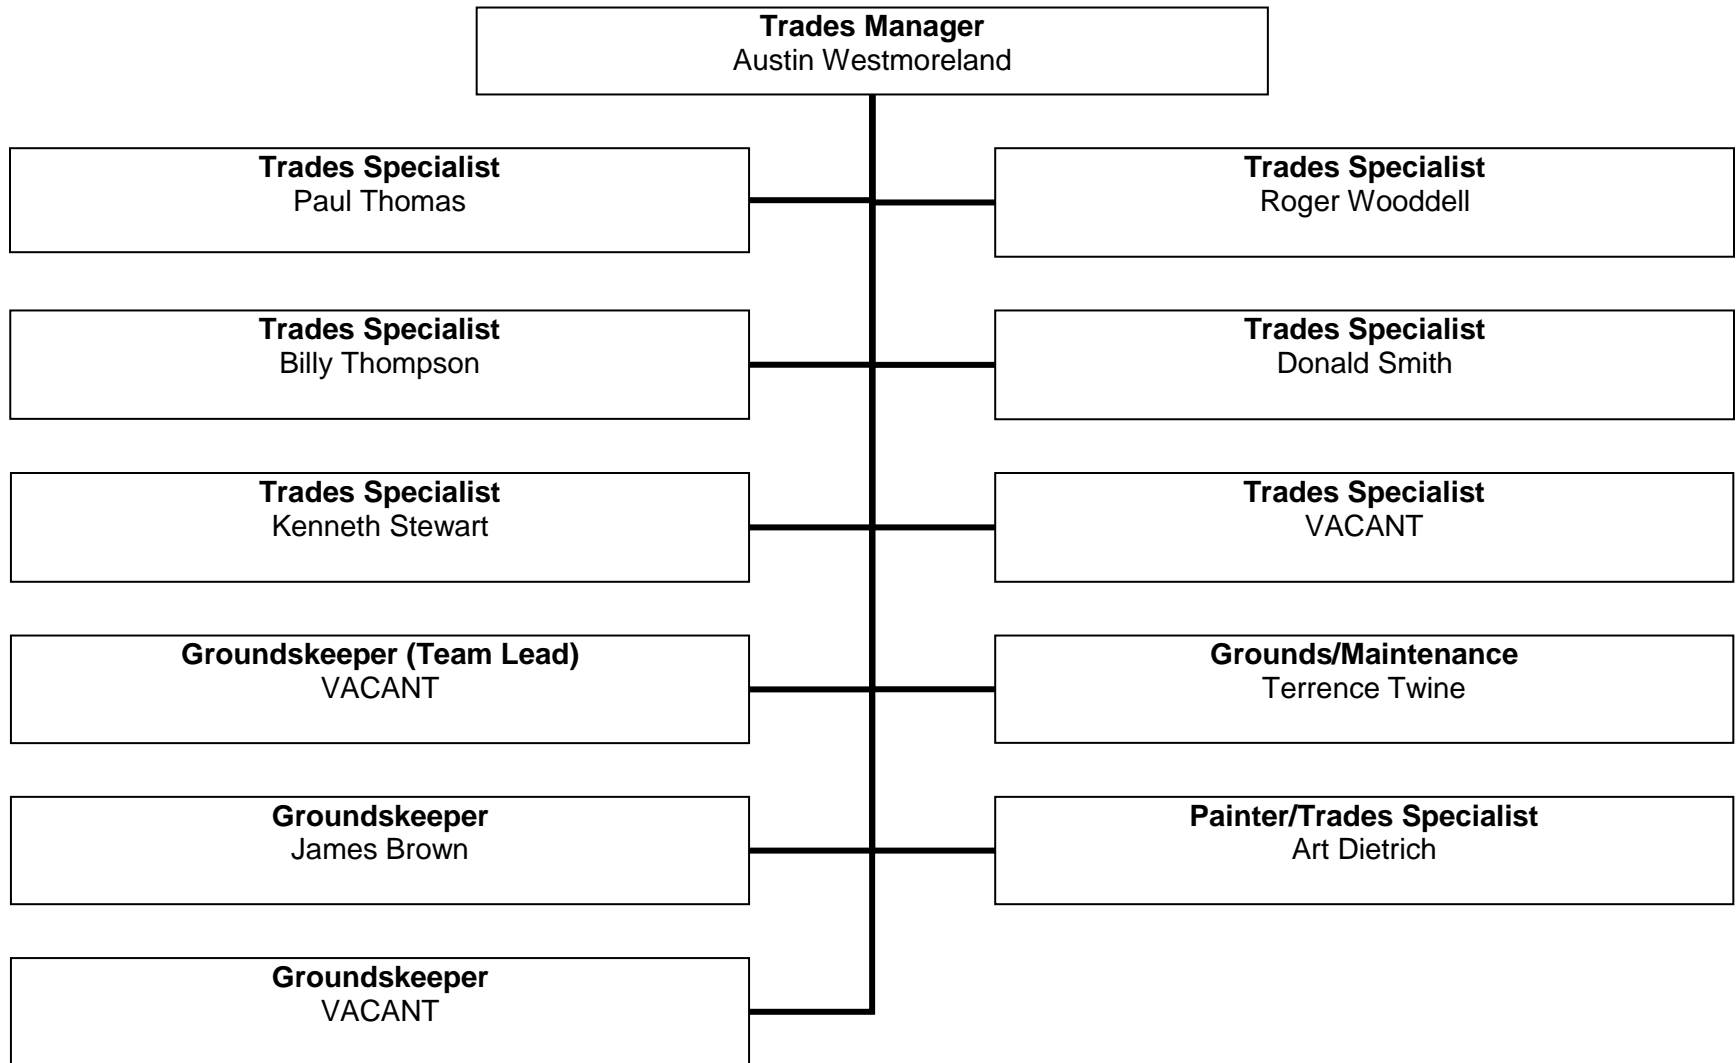 Trades Manager
Austin Westmoreland
Trades Specialist
Paul Thomas
Trades Specialist
Roger Wooddell
Trades Specialist
Billy Thompson
Trades Specialist
Donald Smith
Trades Specialist
Kenneth Stewart
Trades Specialist
VACANT
Groundskeeper (Team Lead)
VACANT
Grounds/Maintenance
Terrence Twine
Groundskeeper
James Brown
Painter/Trades Specialist
Art Dietrich
Groundskeeper
VACANT